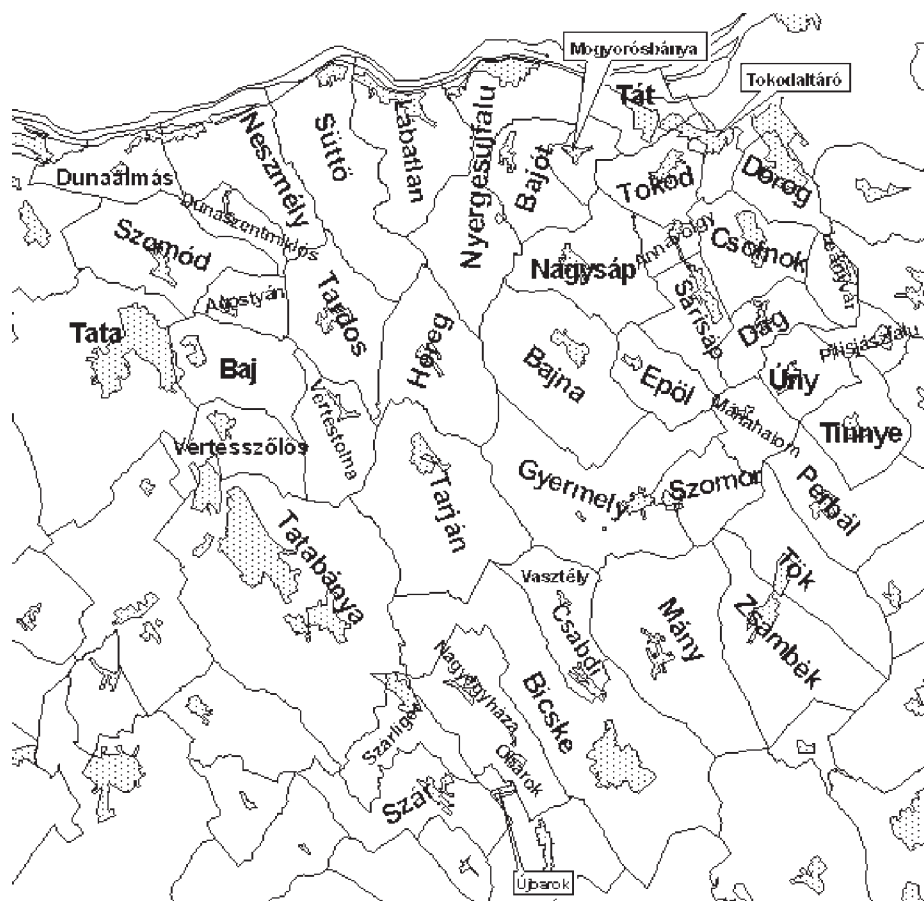 Mogyorósbánya
Tokodaltáró
Tát
Dunaalmás
Neszmély
Süttő
Lábatlan
Nyergesújfalu
Bajót
Tokod
Dorog
Dunaszentmiklós
Szomód
Agostyán
Tardos
Nagysáp
Annavölgy
Csolnok
Leányvár
Sárisáp
Tata
Baj
Héreg
Bajna
Epöl
Dág
Úny
Pilisjászfalu
Máriahalom
Tinnye
Vértestolna
Vértesszőlős
Tarján
Gyermely
Szomor
Perbál
Tatabánya
Vasztély
Csabdi
Mány
Tök
Zsámbék
Nagyegyháza
Bicske
Szárliget
Óbarok
Szár
Újbarok